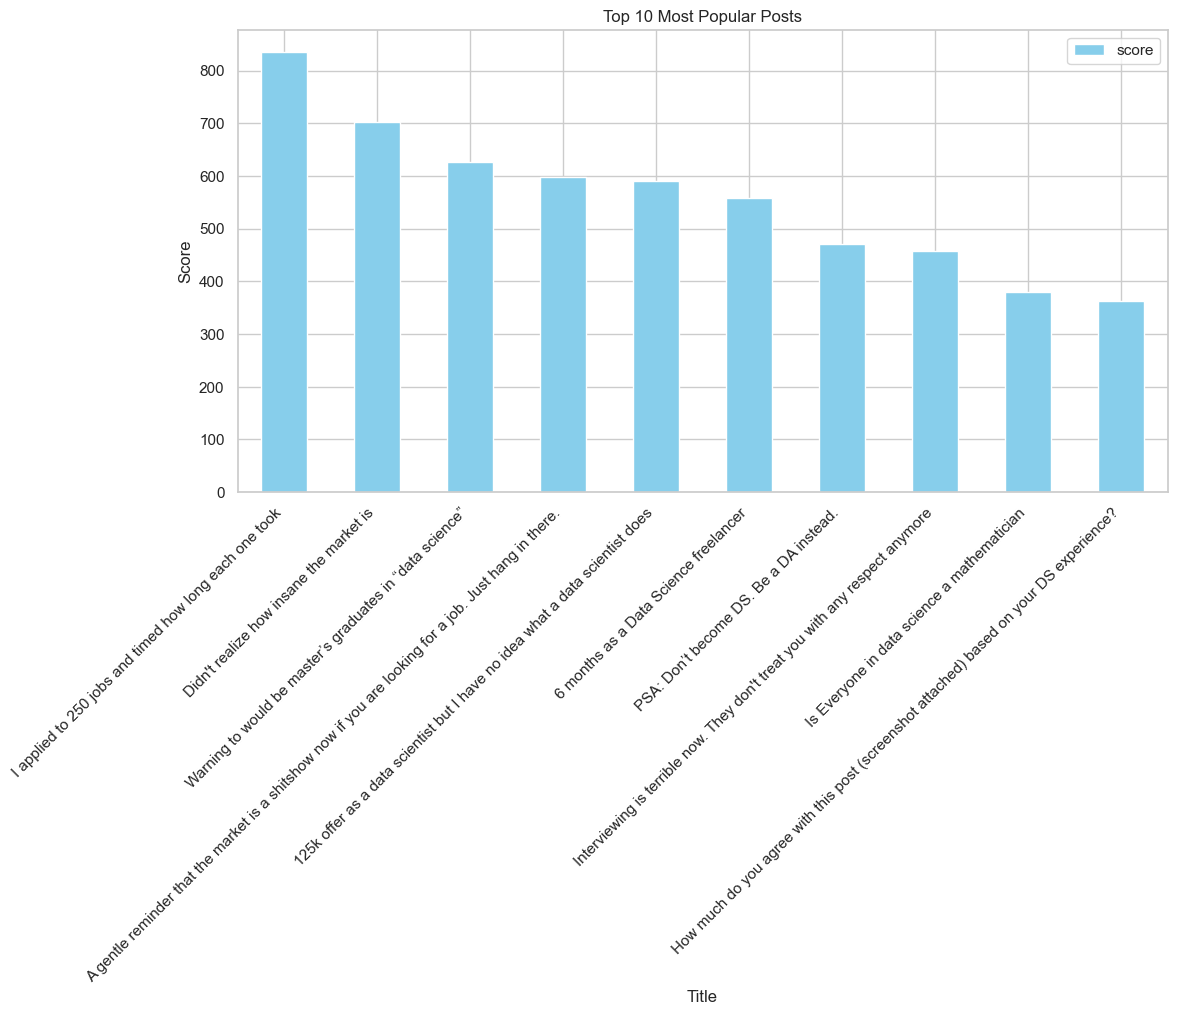 Top 10 Most Popular Posts
score
Score
800
700
600
500
400
300
200
100
0
I applied to 250 jobs and timed how long each one took
Didn't realize how insane the market is
Warning to would be master’s graduates in “data science”
A gentle reminder that the market is a shitshow now if you are looking for a job. Just hang in there.
125k offer as a data scientist but I have no idea what a data scientist does
6 months as a Data Science freelancer
PSA: Don’t become DS. Be a DA instead.
Interviewing is terrible now. They don't treat you with any respect anymore
Is Everyone in data science a mathematician
How much do you agree with this post (screenshot attached) based on your DS experience?
Title